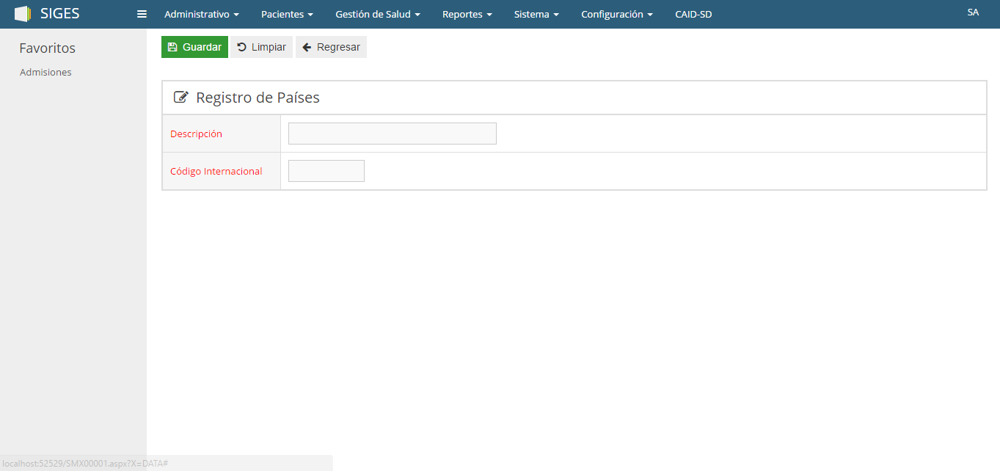 SIGES Administrativo Pacientes Gestión de Salud Reportes Sistema Configuración CAID-SD SA
Favoritos
Admisiones
Guardar Limpiar Regresar
Registro de Países
Descripción
Código Internacional
localhost:52529/SMX00001.aspx?X=DATA#